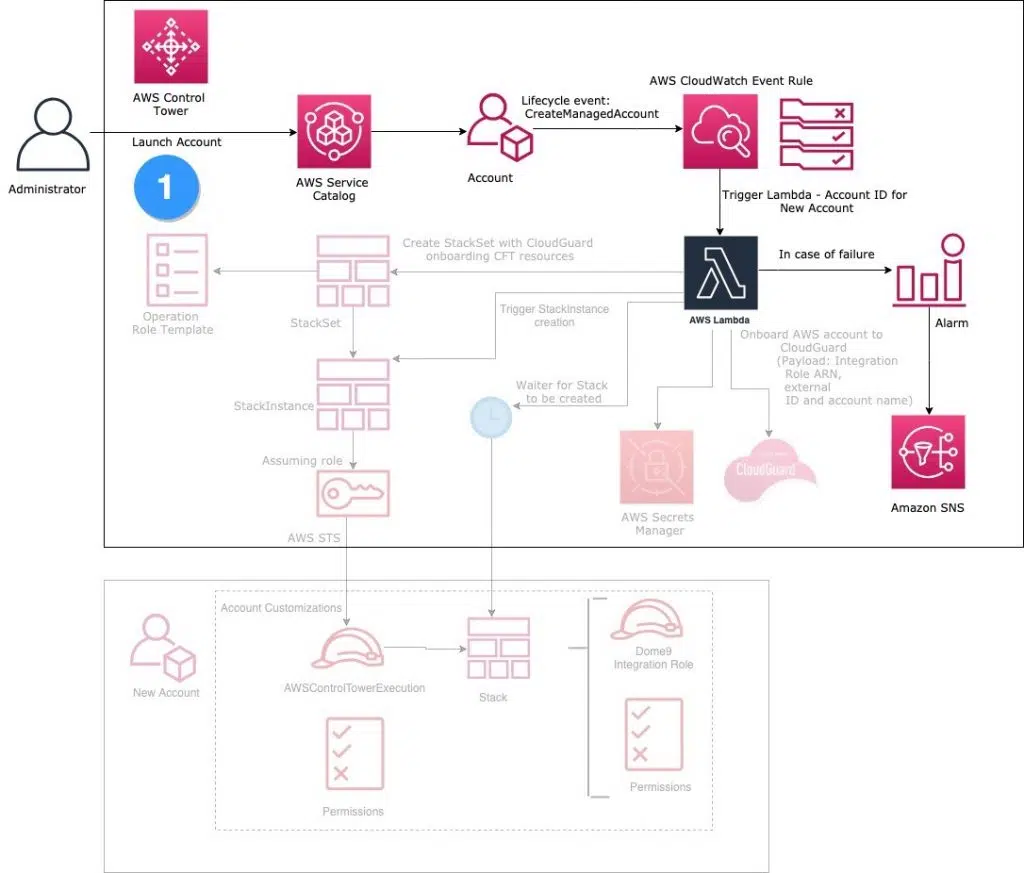 AWS Control
Tower
Administrator
Launch Account
1
AWS Service
Catalog
Account
Lifecycle event:
CreateManagedAccount
AWS CloudWatch Event Rule
Trigger Lambda - Account ID for
New Account
Operation
Role Template
StackSet
Create StackSet with CloudGuard
onboarding CFT resources
AWS Lambda
In case of failure
Alarm
Trigger StackInstance
creation
StackInstance
Waiter for Stack
to be created
Onboard AWS account to
CloudGuard
(Payload: Integration
Role ARN,
external
ID and account name)
Assuming role
AWS STS
AWS Secrets
Manager
CloudGuard
Amazon SNS
New Account
Account Customizations
AWSControlTowerExecution
Permissions
Stack
Dome9
Integration Role
Permissions